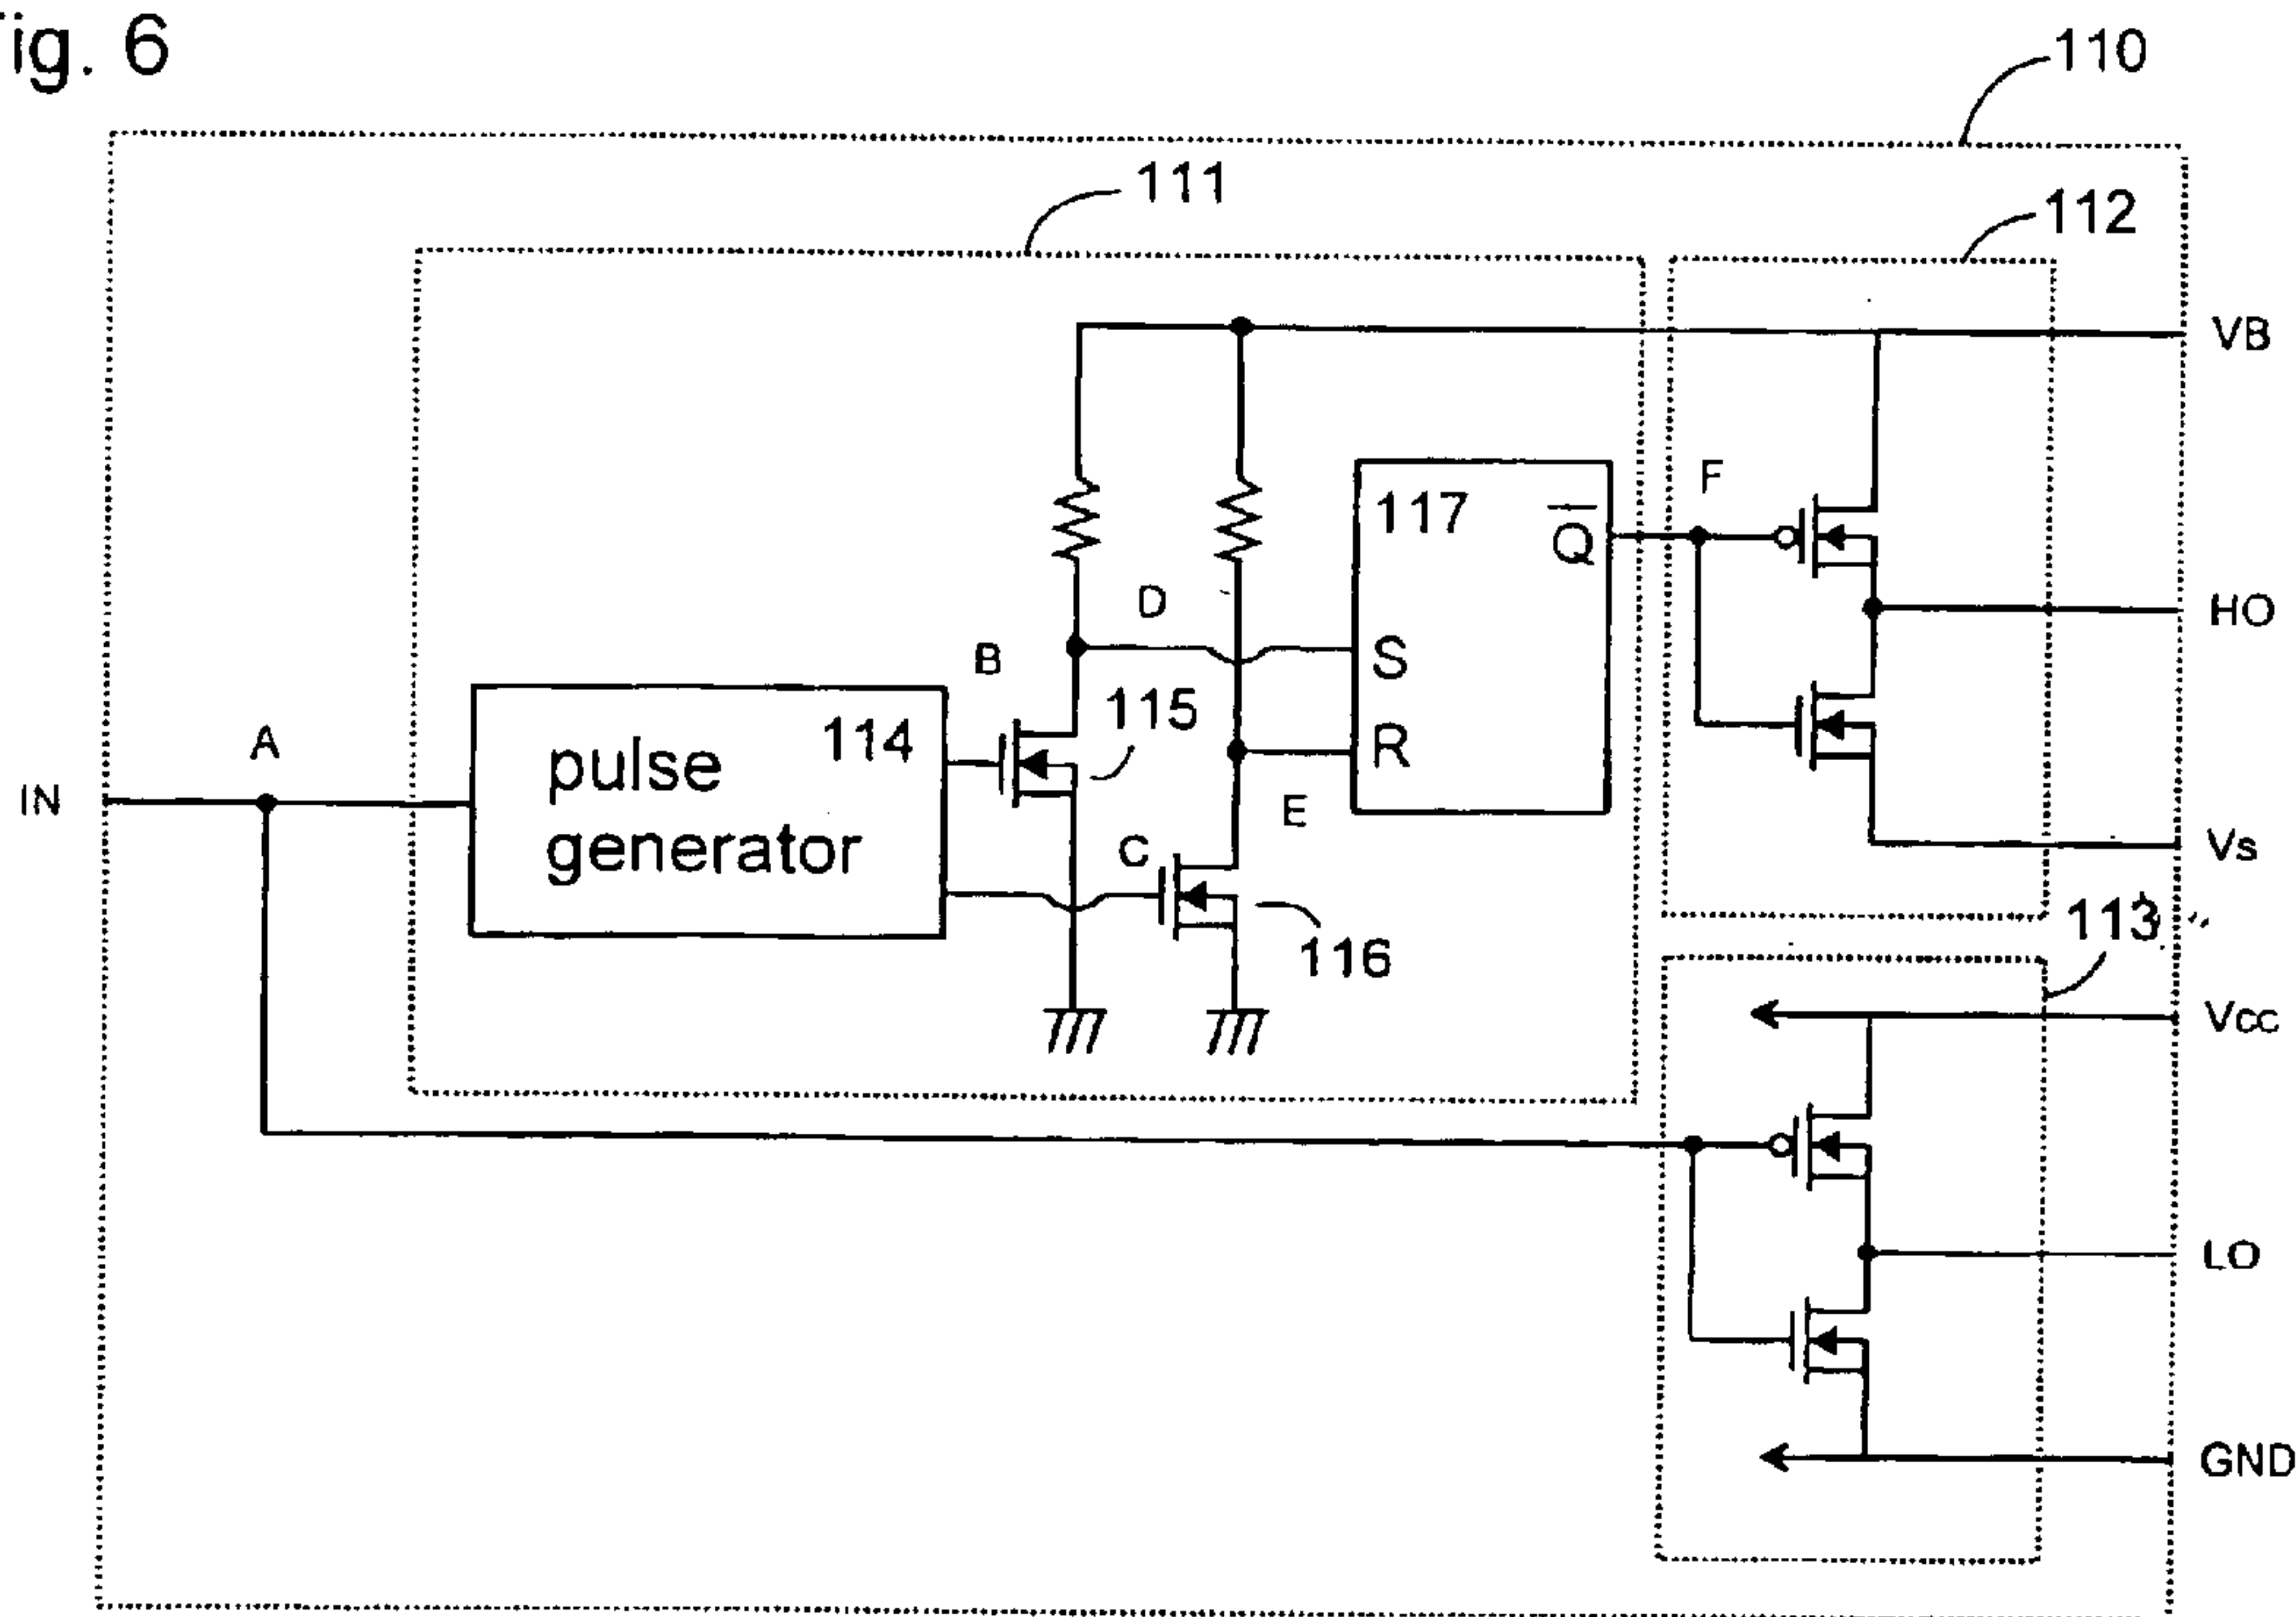 ig. 6
110
111
112
VB
F
117
Q
HO
D
B
S
115
A
114
pulse
generator
R
IN
E
C
Vs
113
116
Vcc
LO
GND